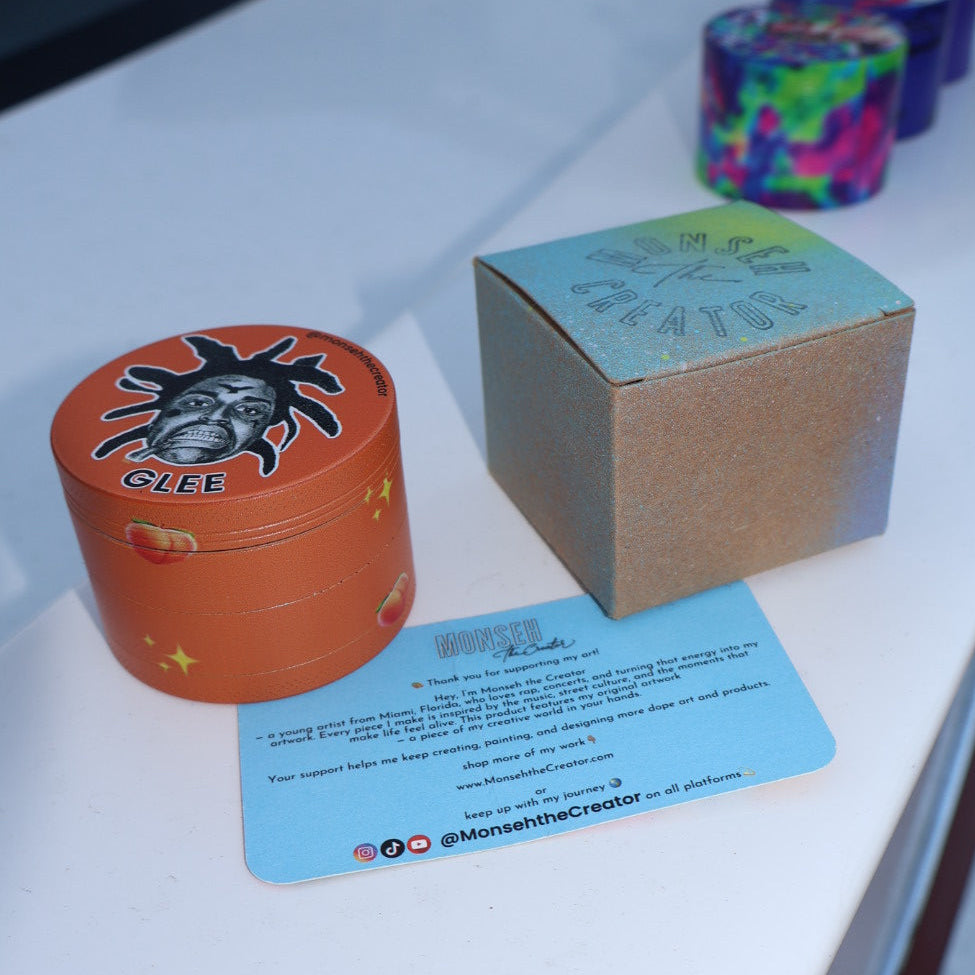 @monsehthecreator
GLEE
MONSEH
the
CREATOR
MONSEH
the Creator
Thank you for supporting my art!
Hey, I'm Monseh the Creator
– a young artist from Miami, Florida, who loves rap, concerts, and turning that energy into my
artwork. Every piece I make is inspired by the music, street culture, and the moments that
make life feel alive. This product features my original artwork
– a piece of my creative world in your hands.
Your support helps me keep creating, painting, and designing more dope art and products.
shop more of my work
www.MonsehtheCreator.com
or
keep up with my journey
@MonsehtheCreator on all platforms